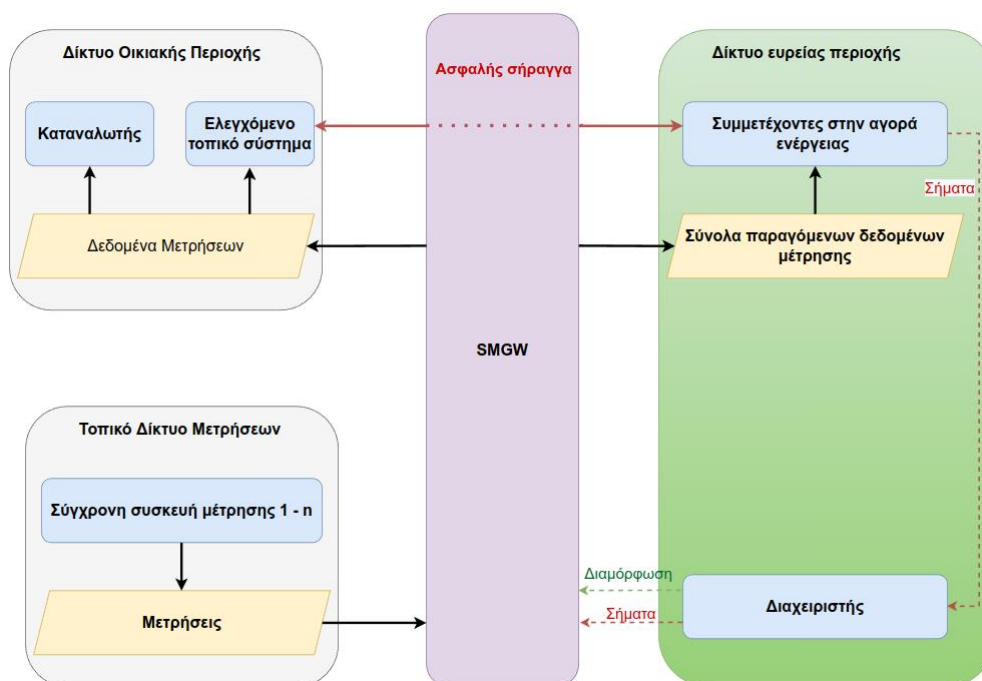 Δίκτυο Οικιακής Περιοχής
Καταναλωτής
Ελεγχόμενο
τοπικό σύστημα
Δεδομένα Μετρήσεων
Τοπικό Δίκτυο Μετρήσεων
Σύγχρονη συσκευή μέτρησης 1 - n
Μετρήσεις
Ασφαλής σήραγγα
SMGW
Δίκτυο ευρείας περιοχής
Συμμετέχοντες στην αγορά
ενέργειας
Σήματα
Σύνολα παραγόμενων δεδομένων
μέτρησης
Διαμόρφωση
Σήματα
Διαχειριστής